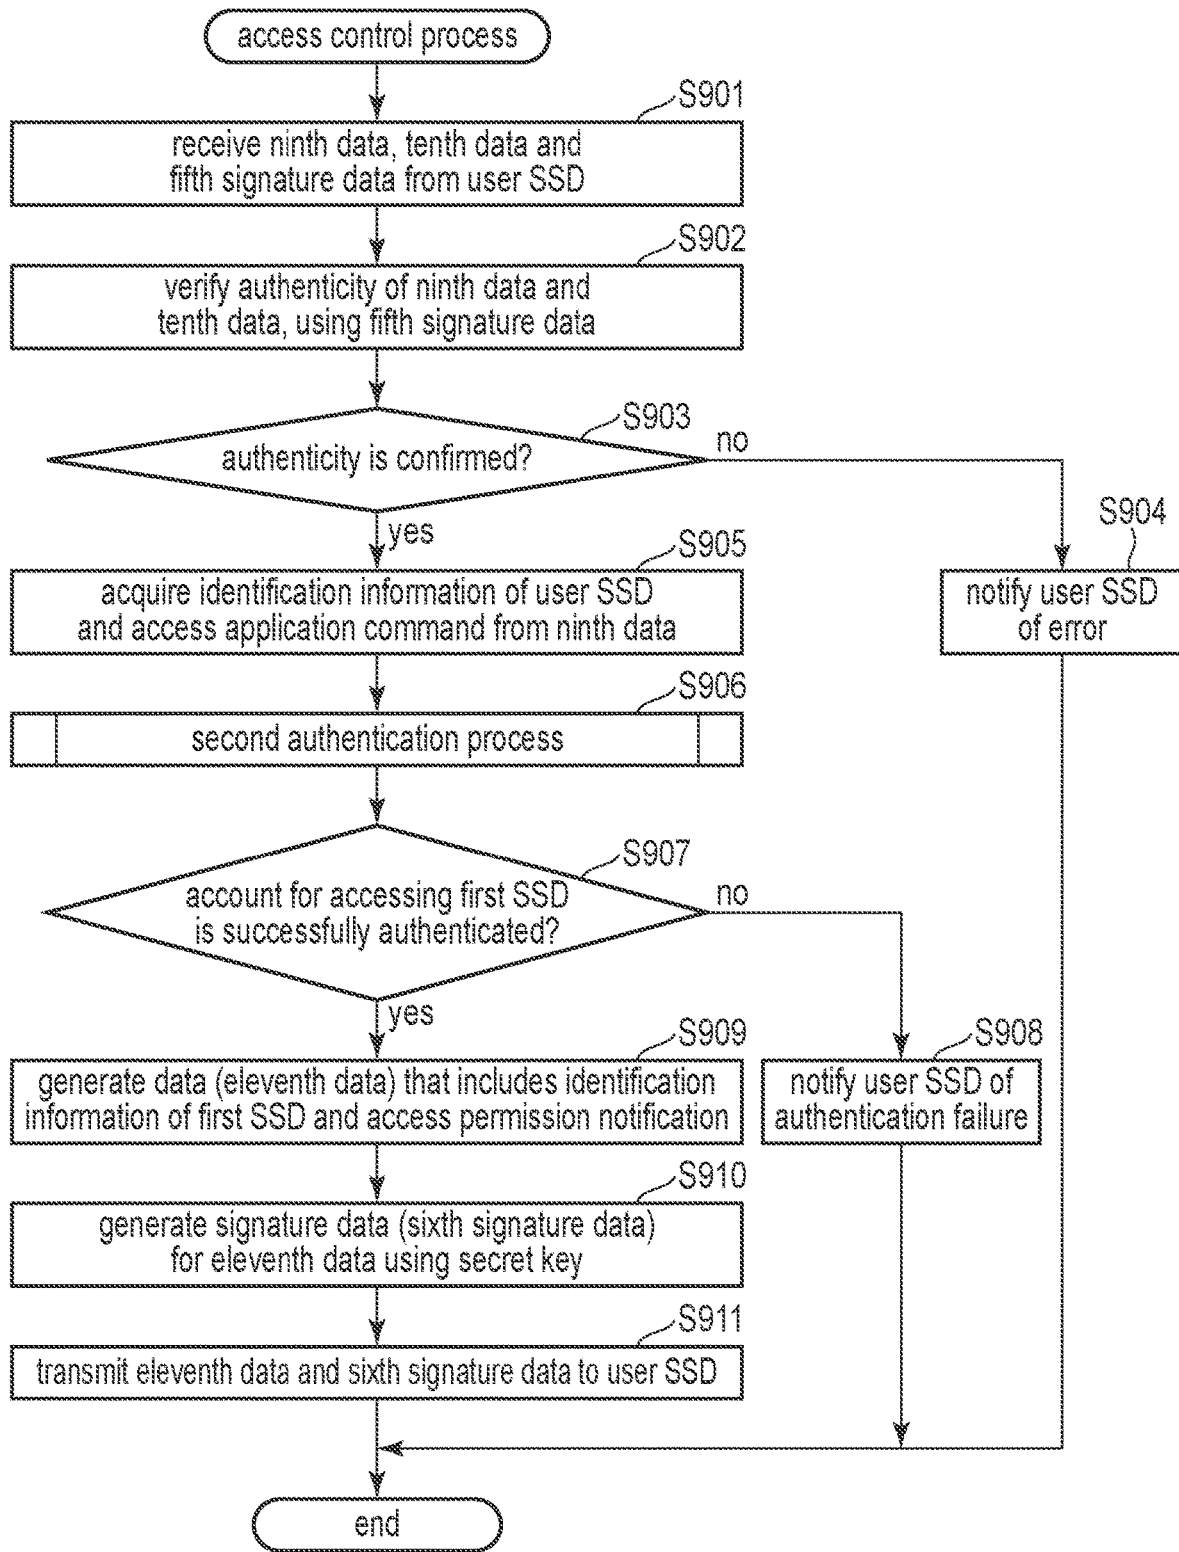 access control process
S901
receive ninth data, tenth data and
fifth signature data from user SSD
S902
verify authenticity of ninth data and
tenth data, using fifth signature data
S903
authenticity is confirmed?
no
yes
S904
notify user SSD
of error
S905
acquire identification information of user SSD
and access application command from ninth data
S906
second authentication process
S907
account for accessing first SSD
is successfully authenticated?
no
yes
S908
notify user SSD of
authentication failure
S909
generate data (eleventh data) that includes identification
information of first SSD and access permission notification
S910
generate signature data (sixth signature data)
for eleventh data using secret key
S911
transmit eleventh data and sixth signature data to user SSD
end